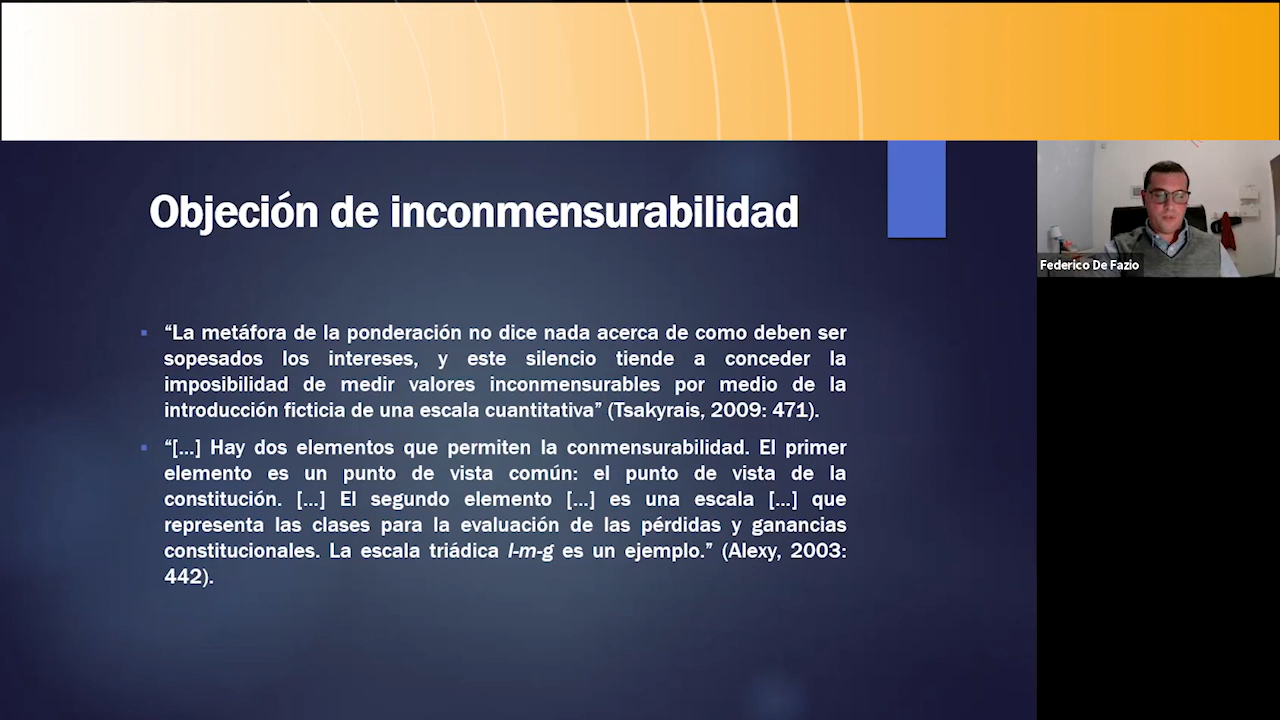 Objeción de inconmensurabilidad
Federico De Fazio
▪ “La metáfora de la ponderación no dice nada acerca de como deben ser
sopesados los intereses, y este silencio tiende a conceder la
imposibilidad de medir valores inconmensurables por medio de la
introducción ficticia de una escala cuantitativa” (Tsakyrais, 2009: 471).
▪ “[...] Hay dos elementos que permiten la conmensurabilidad. El primer
elemento es un punto de vista común: el punto de vista de la
constitución. [...] El segundo elemento [...] es una escala [...] que
representa las clases para la evaluación de las pérdidas y ganancias
constitucionales. La escala triádica l-m-g es un ejemplo.” (Alexy, 2003:
442).